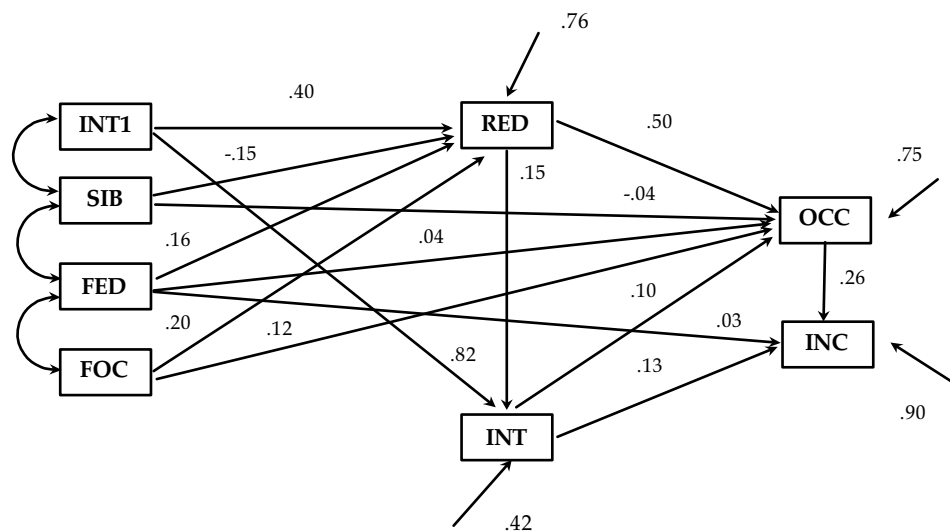 .76
.40
INT1
RED
.50
-.15
.15
.75
SIB
-.04
OCC
.16
.04
FED
.10
.26
.20
.12
.03
INC
FOC
.82
.13
.90
INT
.42